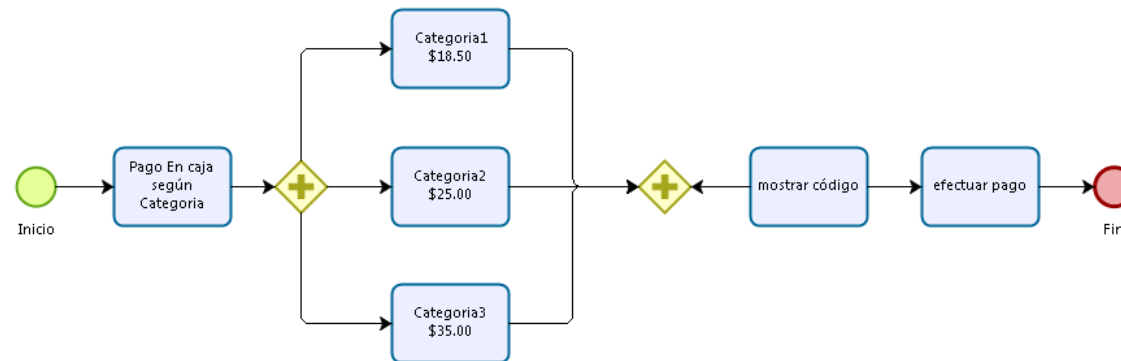 Categoria1
$18.50
Pago En caja
según
Categoria
Categoria2
$25.00
mostrar código
efectuar pago
Inicio
Fin
Categoria3
$35.00